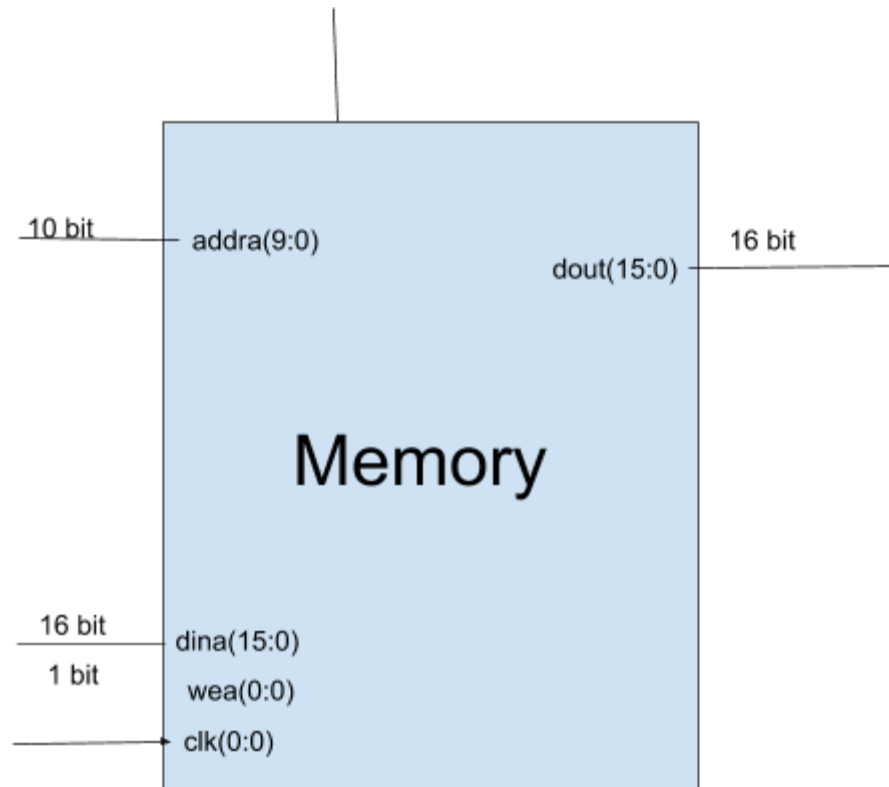 10 bit
addra(9:0)
16 bit
dout(15:0)
Memory
16 bit
dina(15:0)
1 bit
wea(0:0)
clk(0:0)